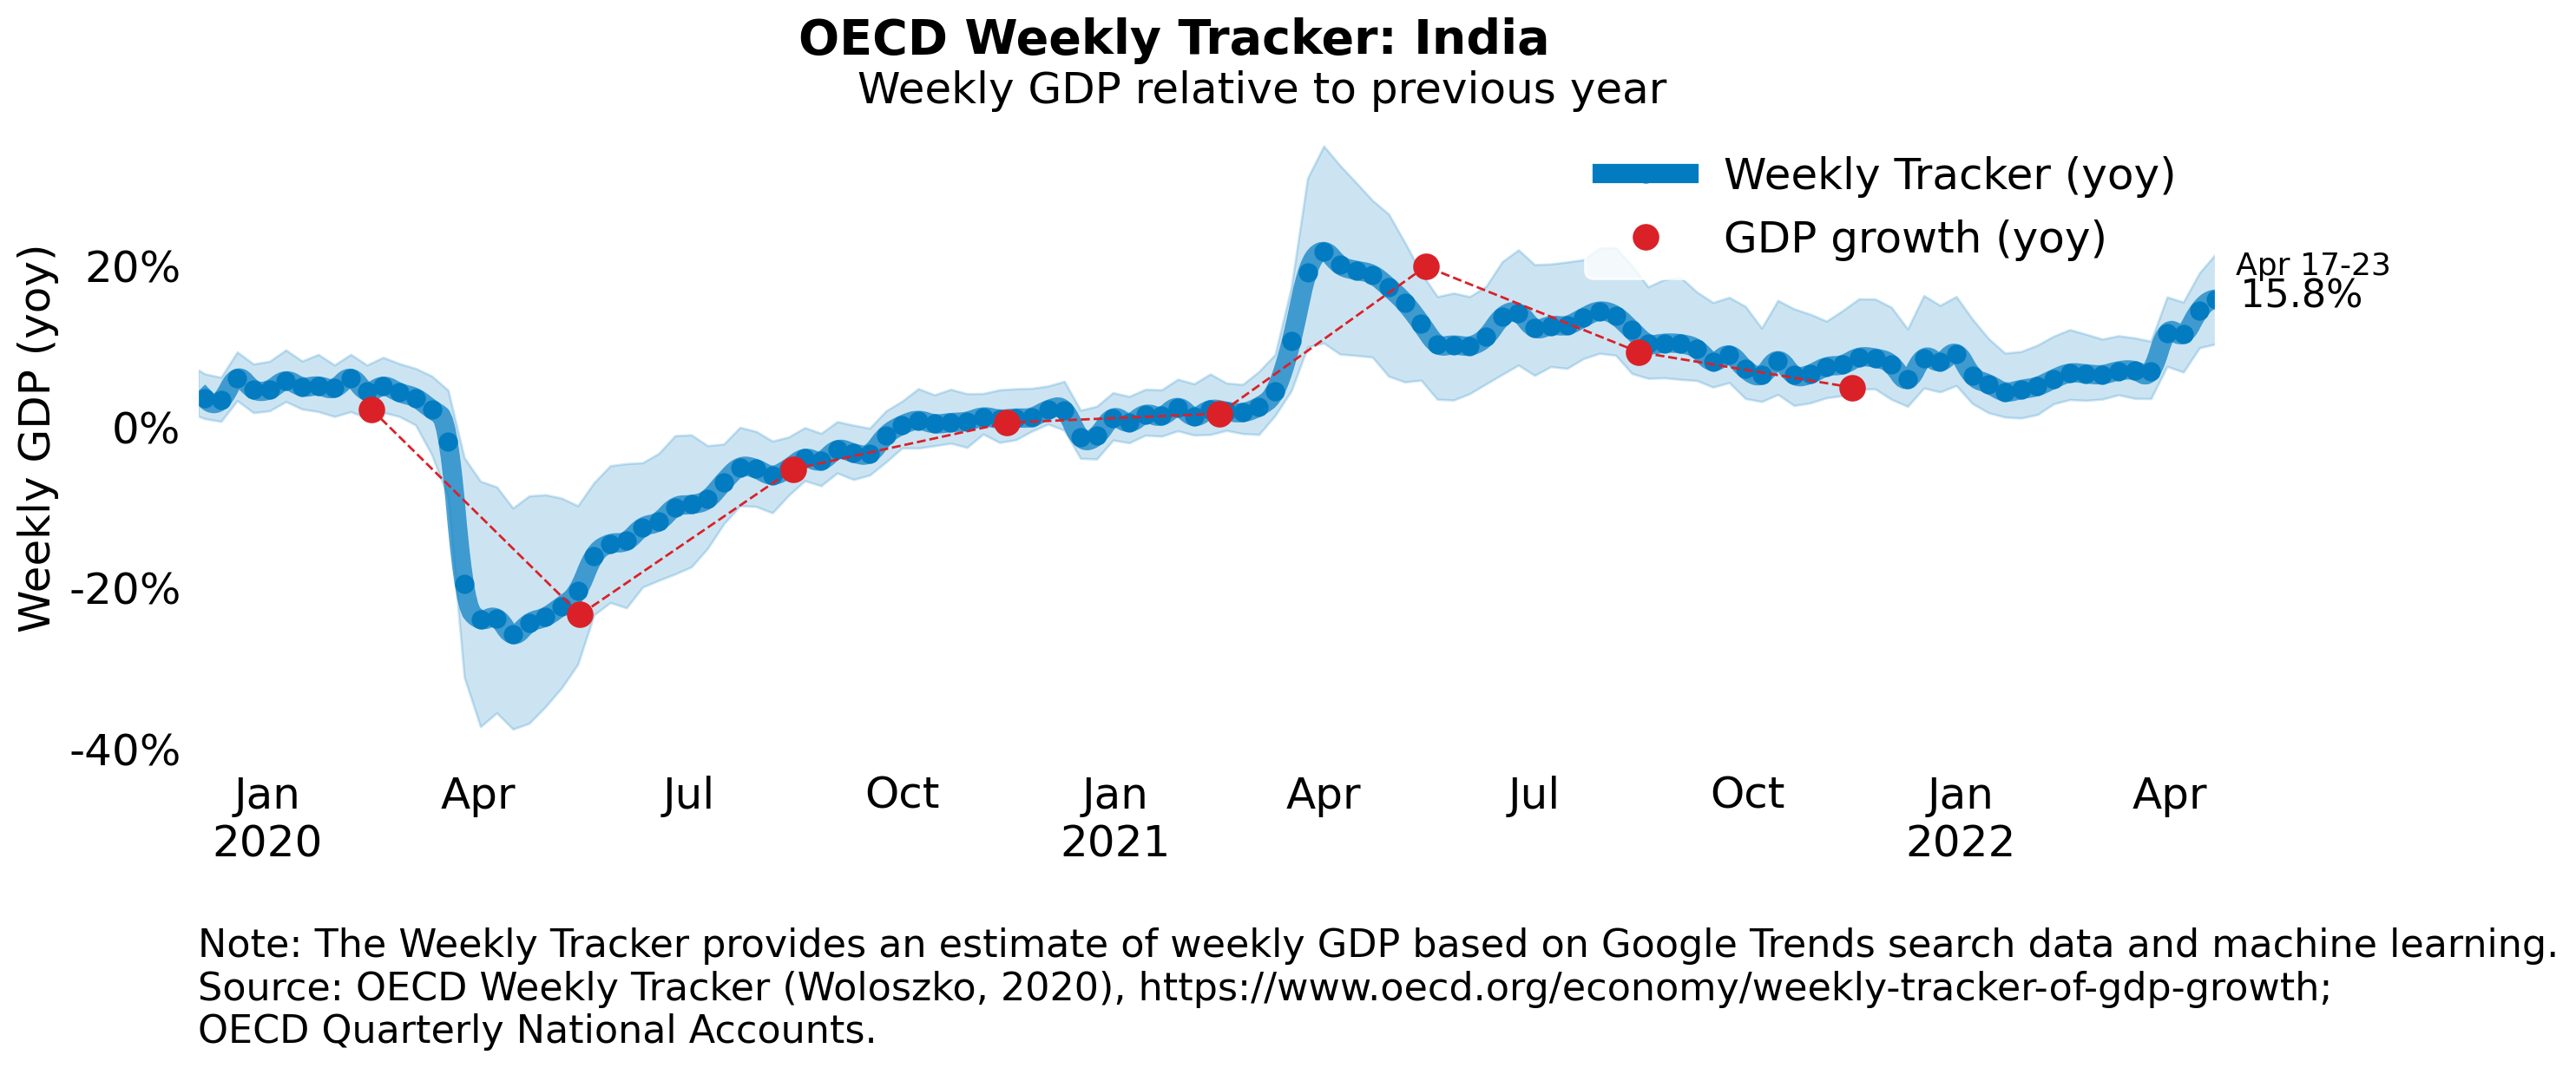 OECD Weekly Tracker: India
Weekly GDP relative to previous year
Weekly Tracker (yoy)
GDP growth (yoy)
Weekly GDP (yoy)
20%
0%
-20%
-40%
Apr 17-23
15.8%
Jan Apr Jul Oct Jan Apr Jul Oct Jan Apr
2020 2021 2022
Note: The Weekly Tracker provides an estimate of weekly GDP based on Google Trends search data and machine learning.
Source: OECD Weekly Tracker (Woloszko, 2020), https://www.oecd.org/economy/weekly-tracker-of-gdp-growth;
OECD Quarterly National Accounts.